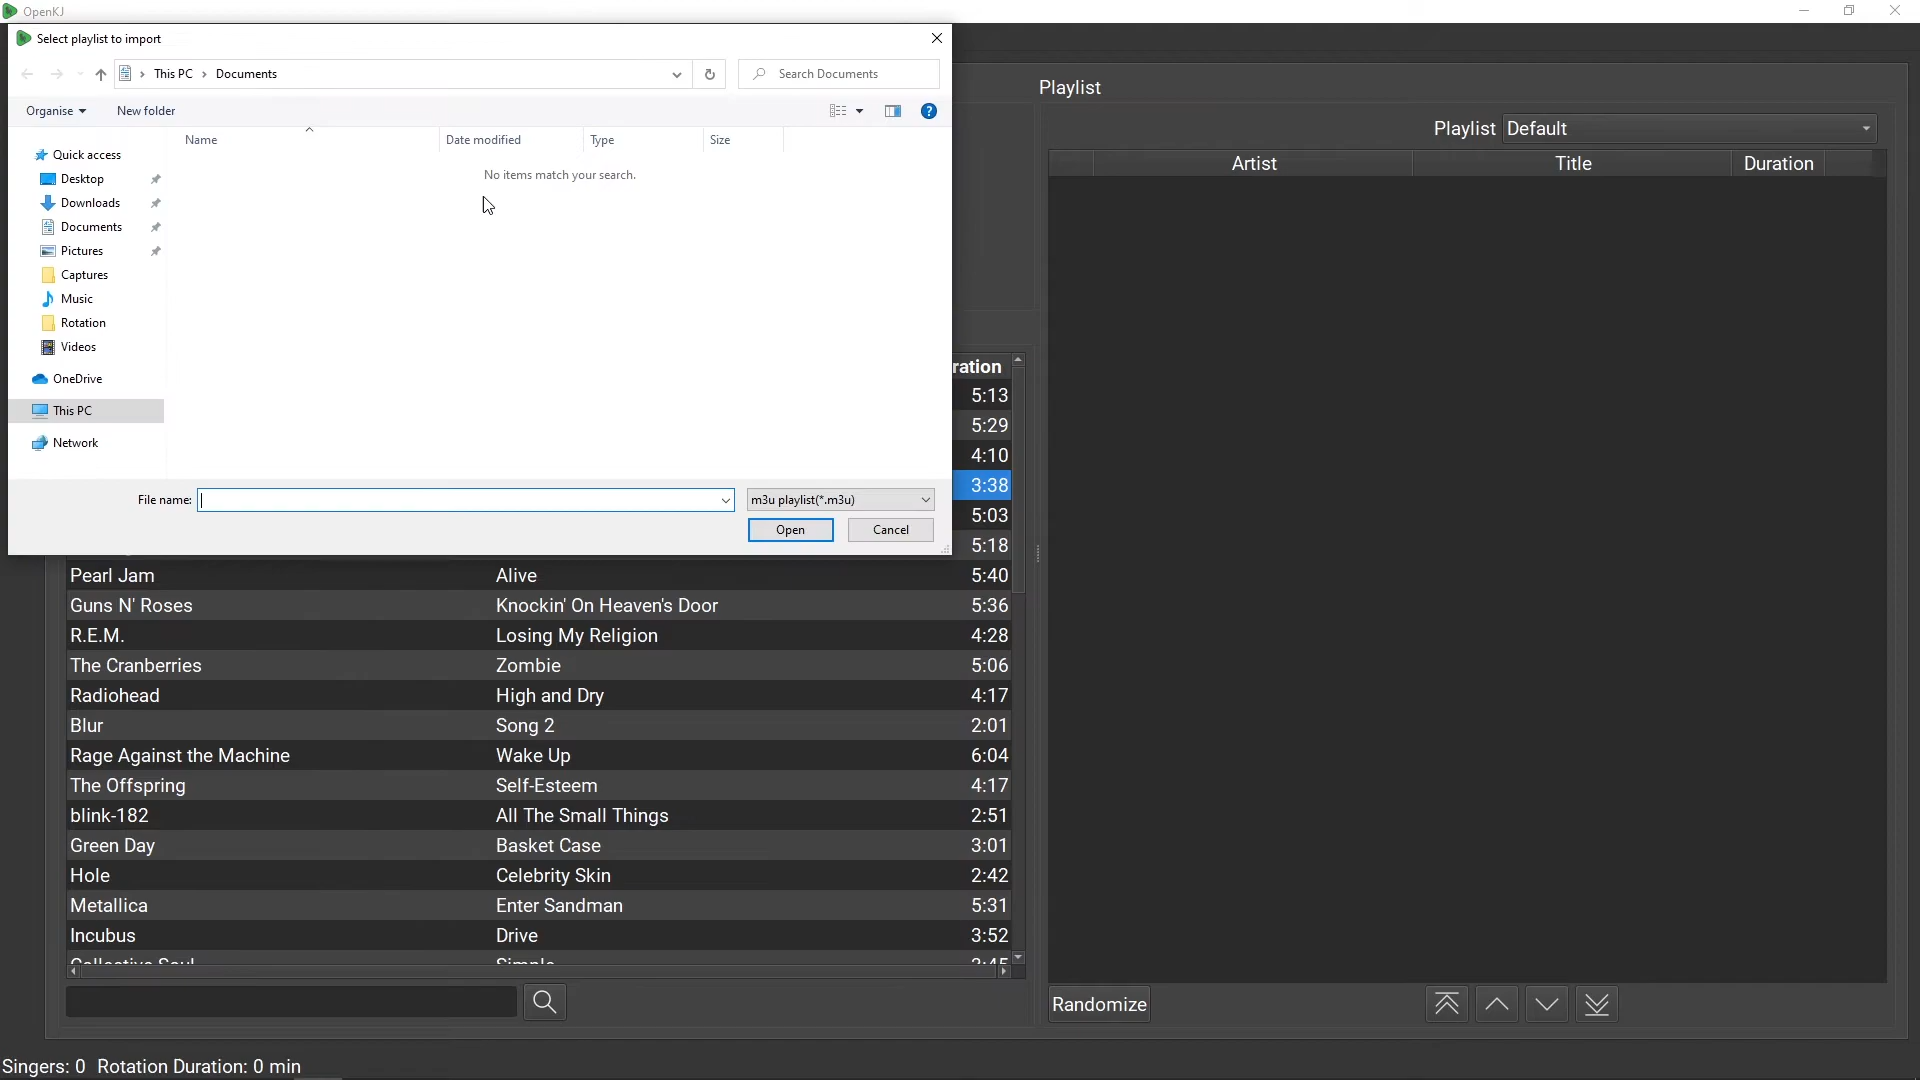 OpenKJ
Select playlist to import
This PC > Documents
Search Documents
Organise New folder
Name Date modified Type Size
No items match your search.
Quick access
Desktop
Downloads
Documents
Pictures
Captures
Music
Rotation
Videos
OneDrive
This PC
Network
File name: m3u playlist(*.m3u)
Open Cancel
Playlist
Playlist Default
Artist Title Duration
ration
5:13
5:29
4:10
3:38
5:03
5:18
Pearl Jam Alive 5:40
Guns N' Roses Knockin' On Heaven's Door 5:36
R.E.M. Losing My Religion 4:28
The Cranberries Zombie 5:06
Radiohead High and Dry 4:17
Blur Song 2 2:01
Rage Against the Machine Wake Up 6:04
The Offspring Self-Esteem 4:17
blink-182 All The Small Things 2:51
Green Day Basket Case 3:01
Hole Celebrity Skin 2:42
Metallica Enter Sandman 5:31
Incubus Drive 3:52
Collective Soul
Randomize
Singers: 0 Rotation Duration: 0 min